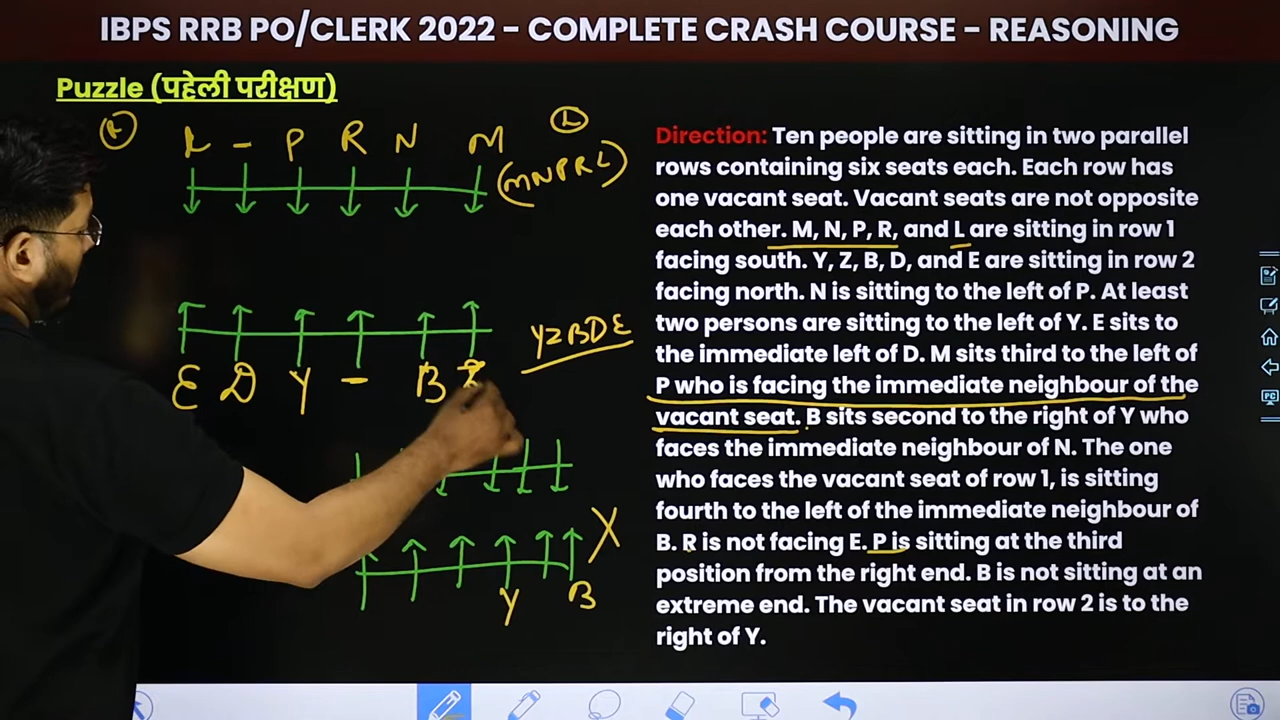 IBPS RRB PO/CLERK 2022 – COMPLETE CRASH COURSE – REASONING
Puzzle (पहेली परीक्षण)
R L
L – P R N M
(MNPRL)
E D Y – B Z
YZBDE
X
Y B
Direction: Ten people are sitting in two parallel
rows containing six seats each. Each row has
one vacant seat. Vacant seats are not opposite
each other. M, N, P, R, and L are sitting in row 1
facing south. Y, Z, B, D, and E are sitting in row 2
facing north. N is sitting to the left of P. At least
two persons are sitting to the left of Y. E sits to
the immediate left of D. M sits third to the left of
P who is facing the immediate neighbour of the
vacant seat. B sits second to the right of Y who
faces the immediate neighbour of N. The one
who faces the vacant seat of row 1, is sitting
fourth to the left of the immediate neighbour of
B. R is not facing E. P is sitting at the third
position from the right end. B is not sitting at an
extreme end. The vacant seat in row 2 is to the
right of Y.
PC